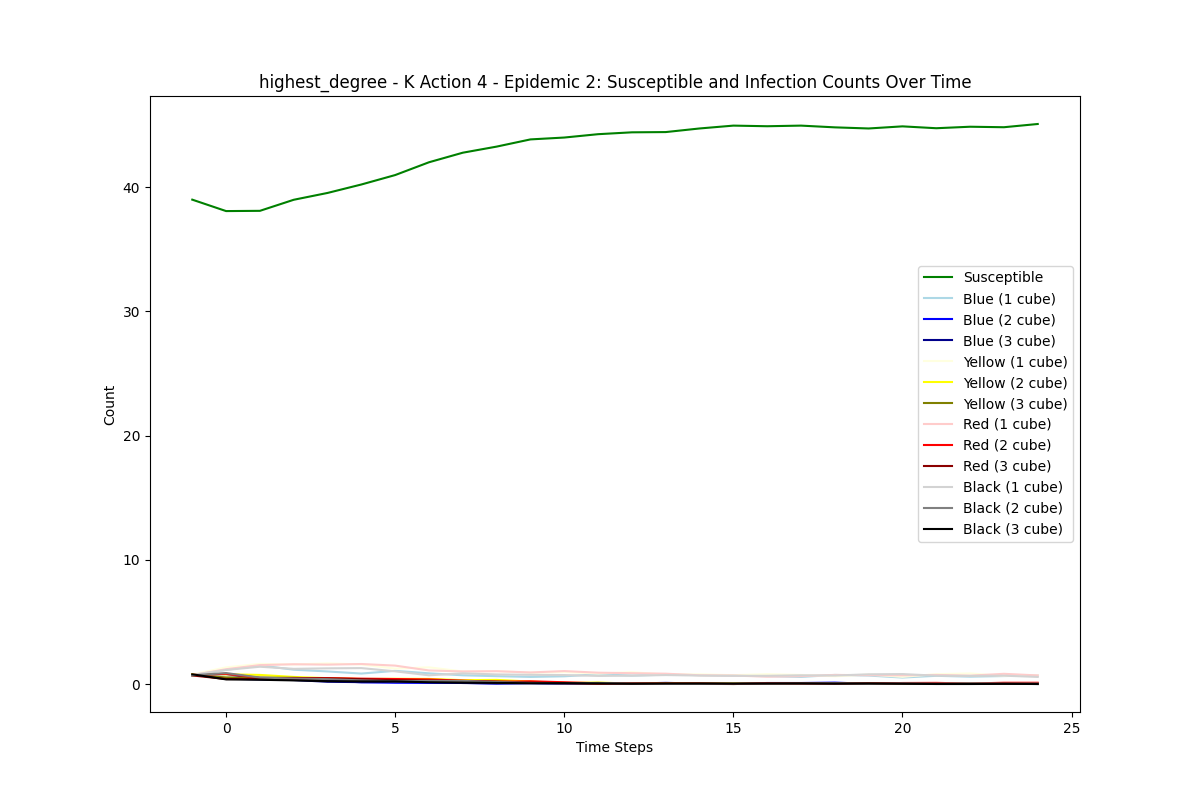 highest_degree - K Action 4 - Epidemic 2: Susceptible and Infection Counts Over Time
Count
40
30
20
10
0
Susceptible
Blue (1 cube)
Blue (2 cube)
Blue (3 cube)
Yellow (1 cube)
Yellow (2 cube)
Yellow (3 cube)
Red (1 cube)
Red (2 cube)
Red (3 cube)
Black (1 cube)
Black (2 cube)
Black (3 cube)
0 5 10 15 20 25
Time Steps